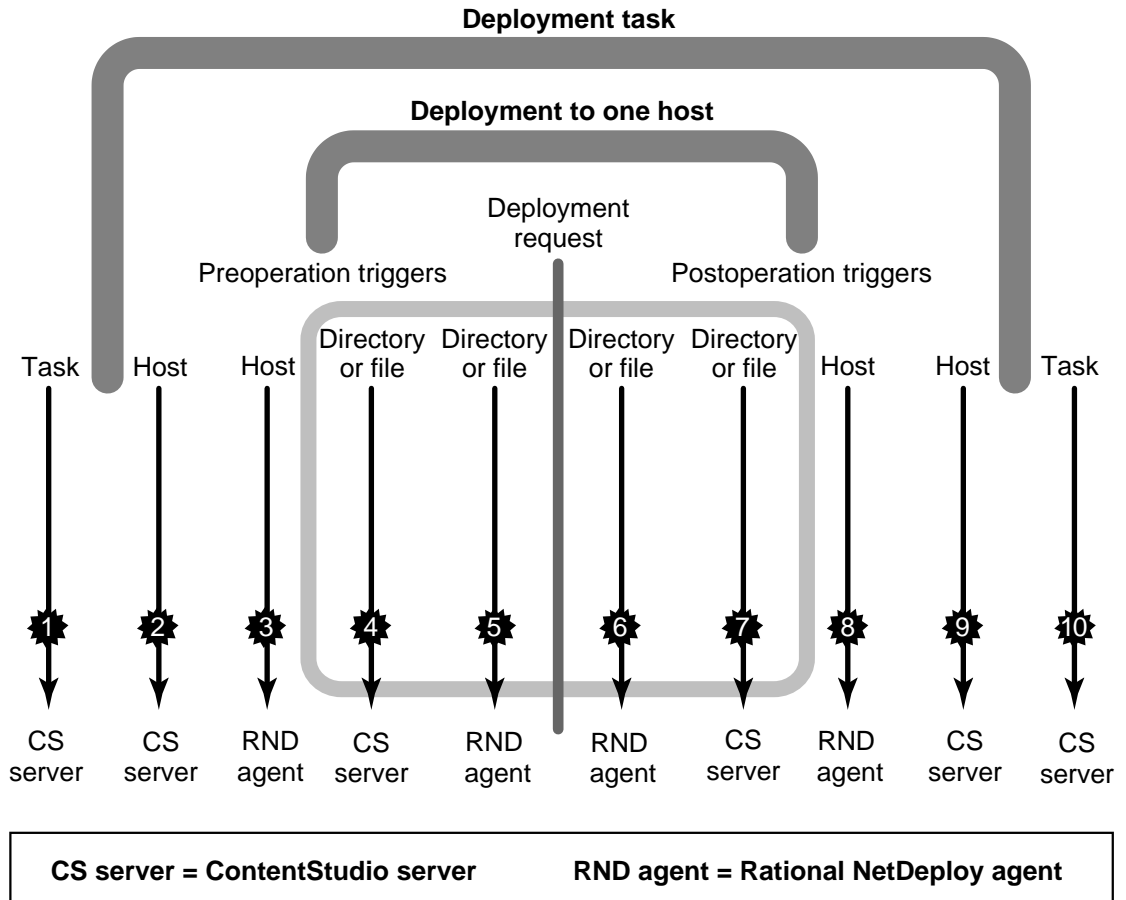 Deployment task
Deployment to one host
Deployment
request
Preoperation triggers
Postoperation triggers
Task
Host
Host
Directory
or file
Directory
or file
Directory
or file
Directory
or file
Host
Host
Task
1
2
3
4
5
6
7
8
9
10
CS
server
CS
server
RND
agent
CS
server
RND
agent
RND
agent
CS
server
RND
agent
CS
server
CS
server
CS server = ContentStudio server
RND agent = Rational NetDeploy agent